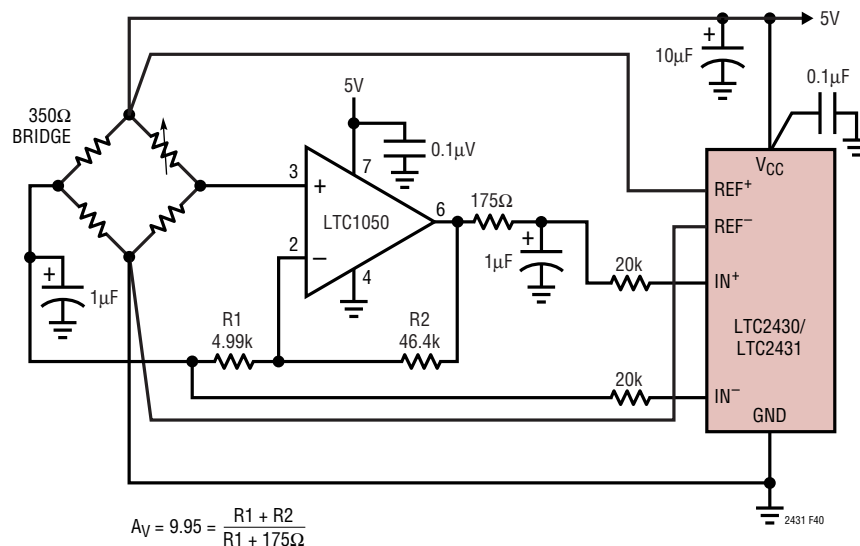 5V
10µF
0.1µF
350Ω
BRIDGE
5V
0.1µV
7
3
+
LTC1050
6
2
−
4
175Ω
+
1µF
+
1µF
+
20k
20k
R1
4.99k
R2
46.4k
VCC
REF+
REF−
IN+
LTC2430/
LTC2431
IN−
GND
2431 F40
AV = 9.95 = R1 + R2
R1 + 175Ω